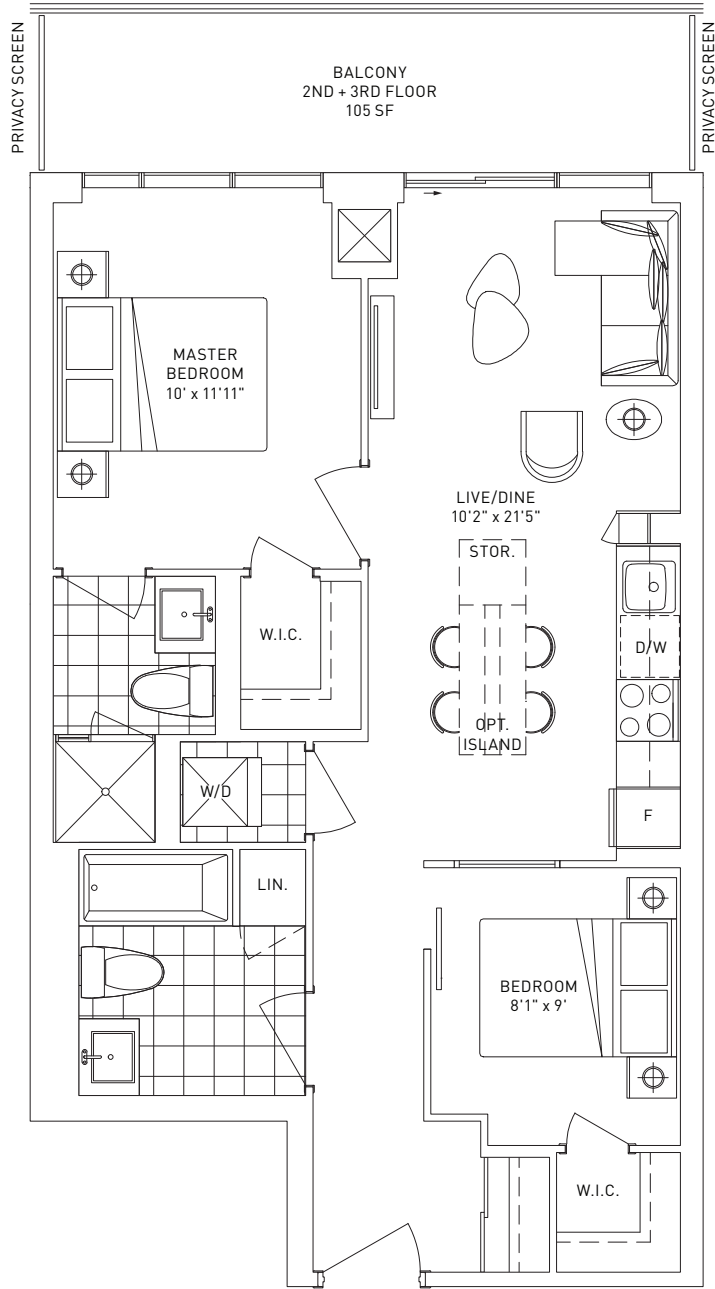 PRIVACY SCREEN
BALCONY
2ND + 3RD FLOOR
105 SF
PRIVACY SCREEN
MASTER
BEDROOM
10' x 11'11"
LIVE/DINE
10'2" x 21'5"
STOR.
W.I.C.
D/W
OPT.
ISLAND
W/D
F
LIN.
BEDROOM
8'1" x 9'
W.I.C.